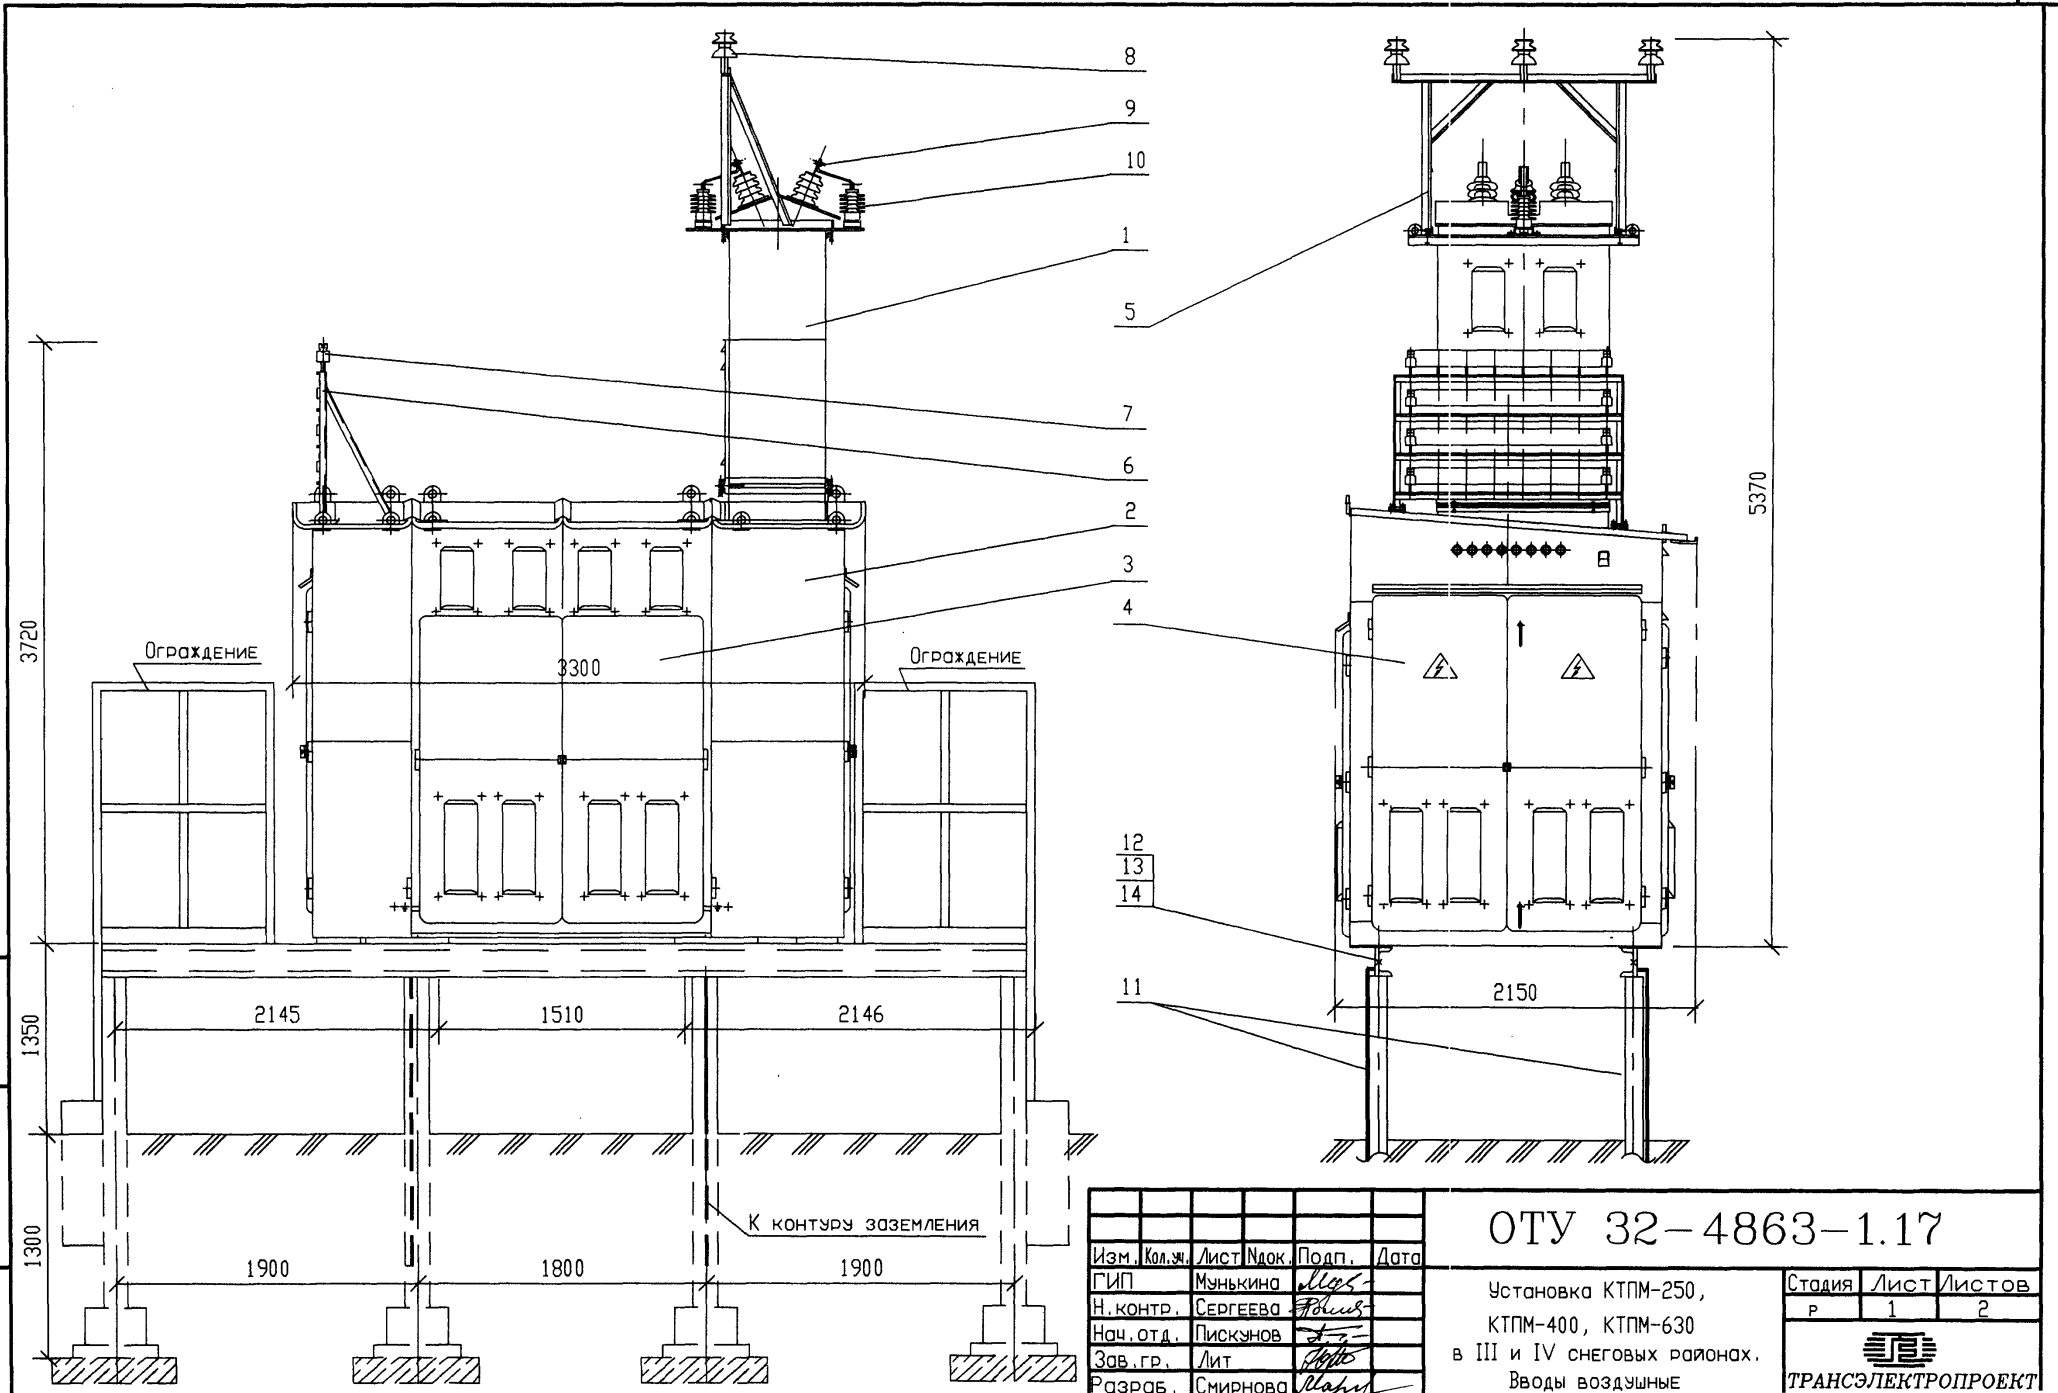 8
9
10
1
5
7
6
2
3
4
12
13
14
11
3720
1350
1300
Ограждение
Ограждение
3300
2145
1510
2146
К контуру заземления
1900
1800
1900
5370
2150
ОТУ 32-4863-1.17
Изм. Кол.уч. Лист Nдок. Подп. Дата
ГИП Мунькина
Н.контр. Сергеева
Нач.отд. Пискунов
Зав.гр. Лит
Разраб. Смирнова
Установка КТПМ-250,
КТПМ-400, КТПМ-630
в III и IV снеговых районах.
Вводы воздушные
Стадия Лист Листов
Р 1 2
ТРАНСЭЛЕКТРОПРОЕКТ